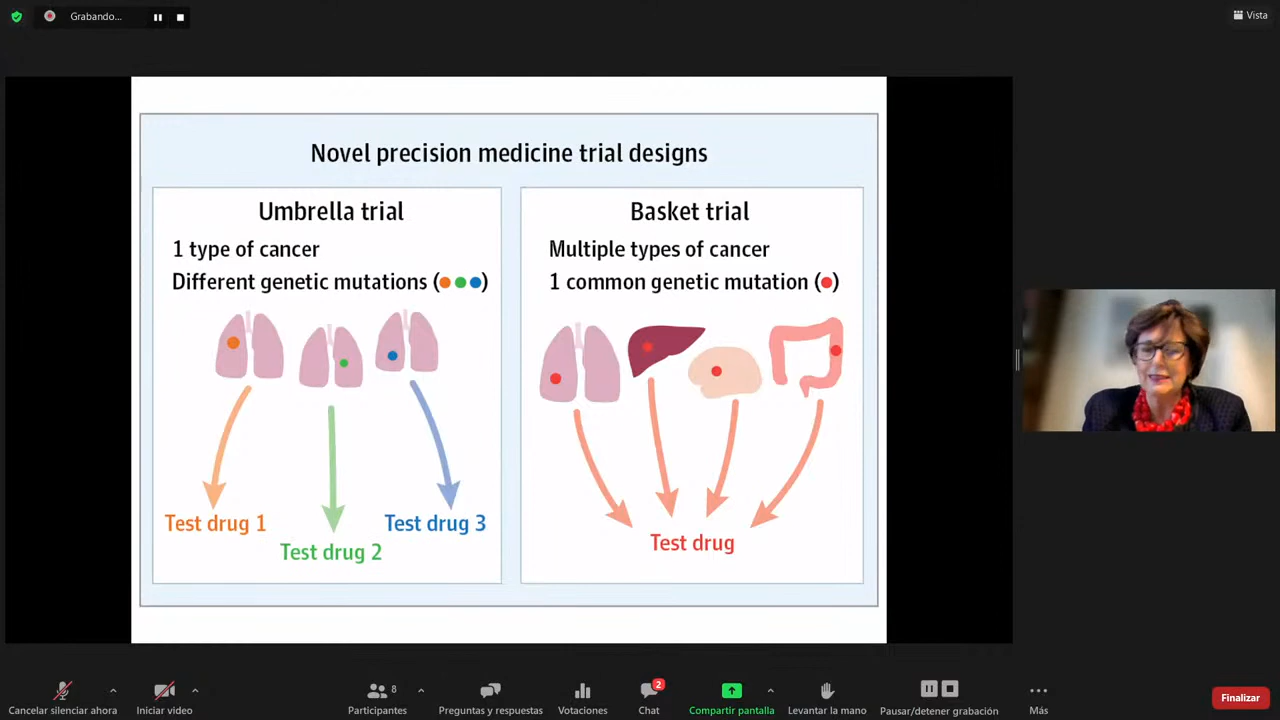 Grabando...
Vista
Novel precision medicine trial designs
Umbrella trial
1 type of cancer
Different genetic mutations ( )
Test drug 1
Test drug 2
Test drug 3
Basket trial
Multiple types of cancer
1 common genetic mutation ( )
Test drug
Cancelar silenciar ahora
Iniciar video
8
Participantes
Preguntas y respuestas
Votaciones
2
Chat
Compartir pantalla
Levantar la mano
Pausar/detener grabación
Más
Finalizar